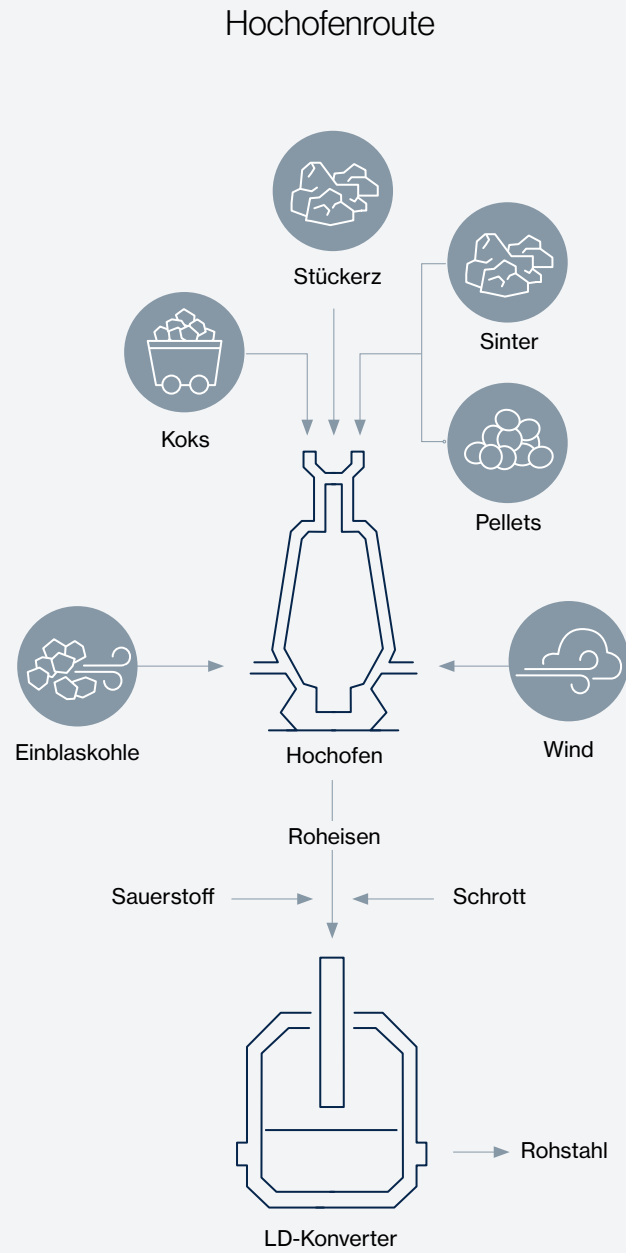 Hochofenroute
Stückerz
Sinter
Koks
Pellets
Einblaskohle
Hochofen
Wind
Roheisen
Sauerstoff
Schrott
Rohstahl
LD-Konverter